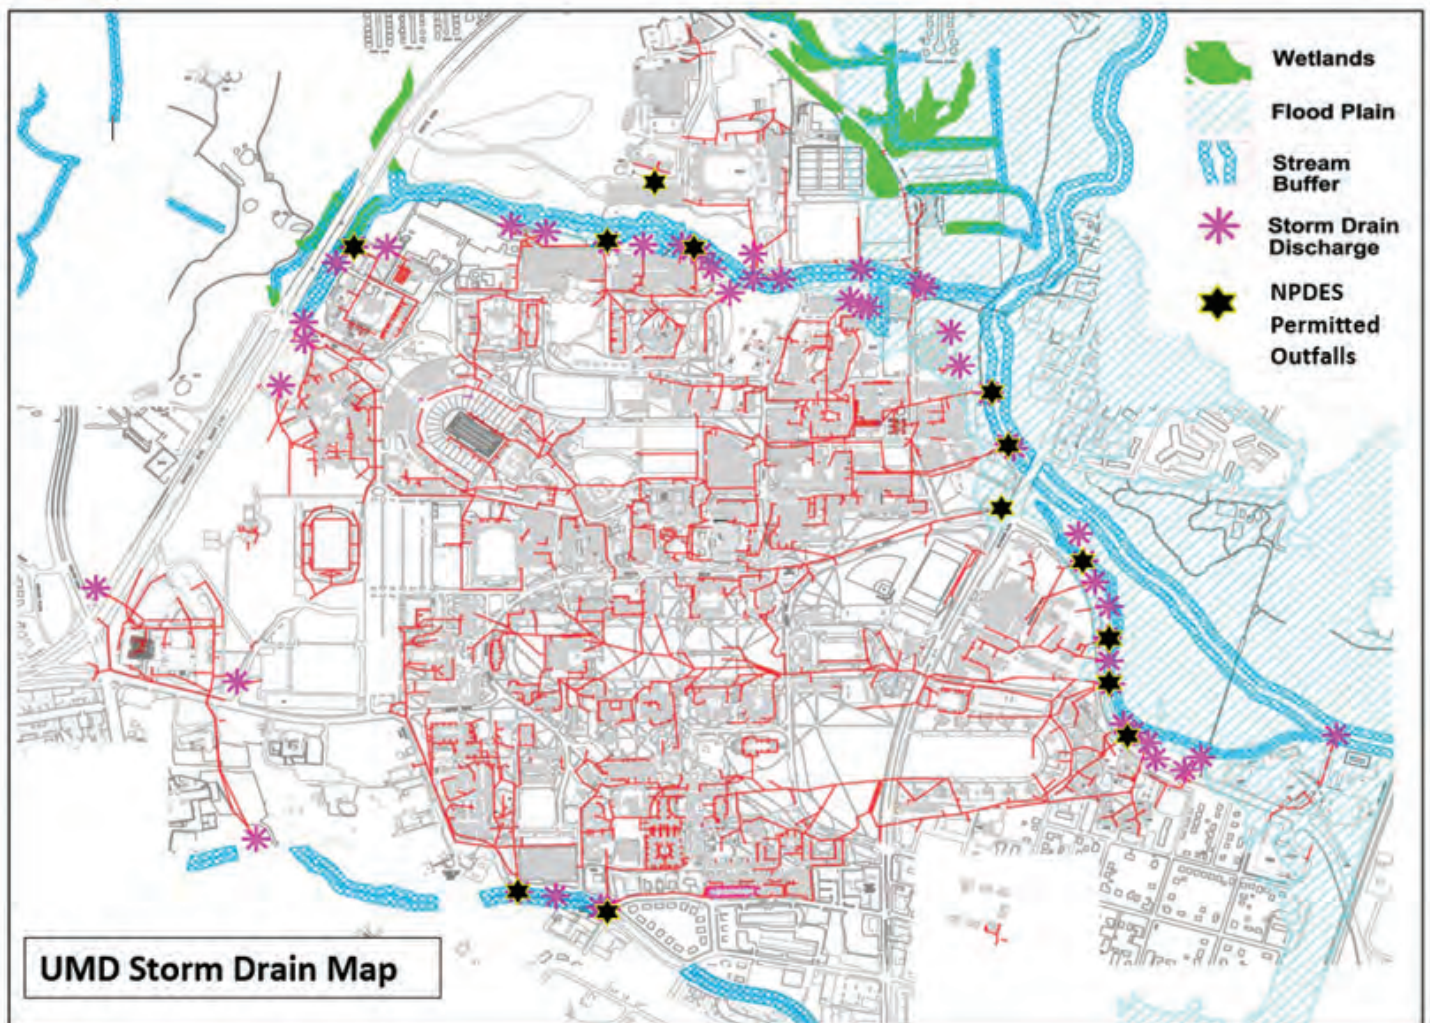 Wetlands
Flood Plain
Stream
Buffer
Storm Drain
Discharge
NPDES
Permitted
Outfalls
UMD Storm Drain Map